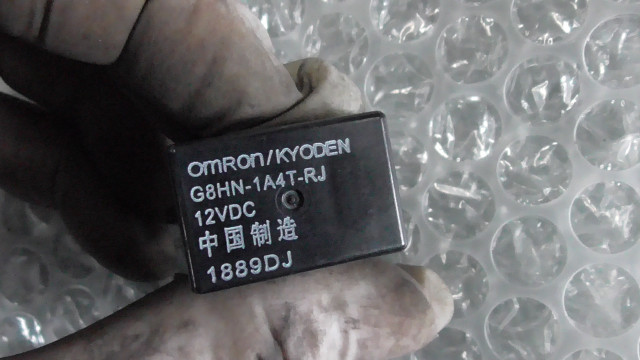 OMRON/KYODEN
G8HN-1A4T-RJ
12VDC
中国制造
1889DJ